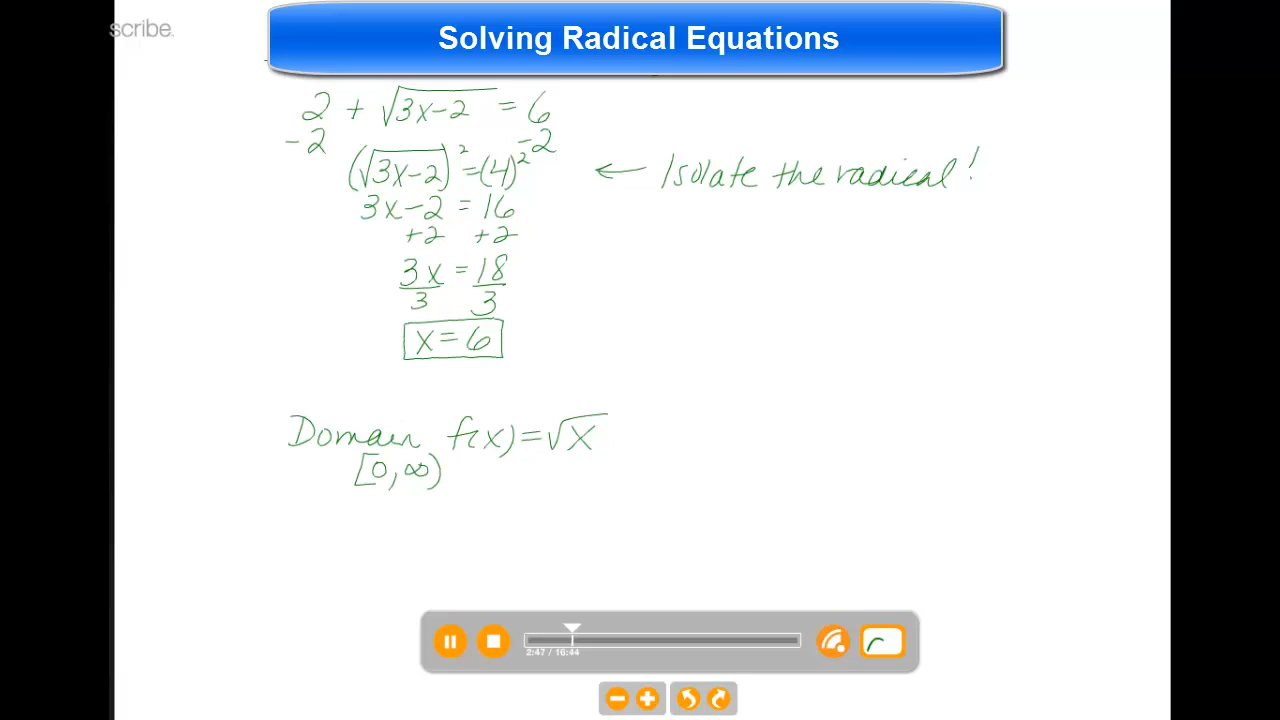 scribe.
Solving Radical Equations
2 + √3x-2 = 6
-2 -2
(√3x-2)² = (4)² ← Isolate the radical!
3x-2 = 16
+2 +2
3x = 18
3 3
x = 6
Domain f(x) = √x
[0, ∞)
2:47 / 16:44